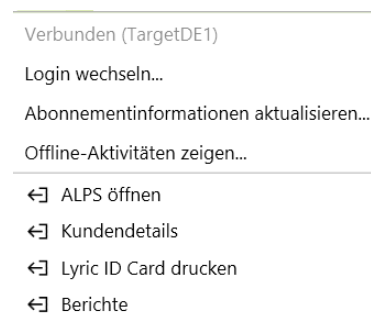 Verbunden (TargetDE1)
Login wechseln...
Abonnementinformationen aktualisieren...
Offline-Aktivitäten zeigen...
ALPS öffnen
Kundendetails
Lyric ID Card drucken
Berichte